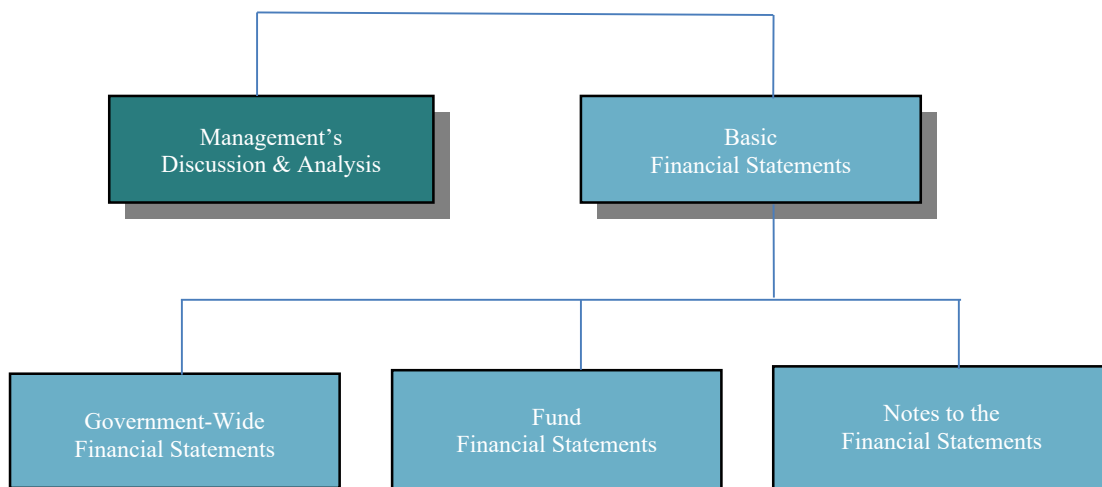 Management’s
Discussion & Analysis
Basic
Financial Statements
Government-Wide
Financial Statements
Fund
Financial Statements
Notes to the
Financial Statements